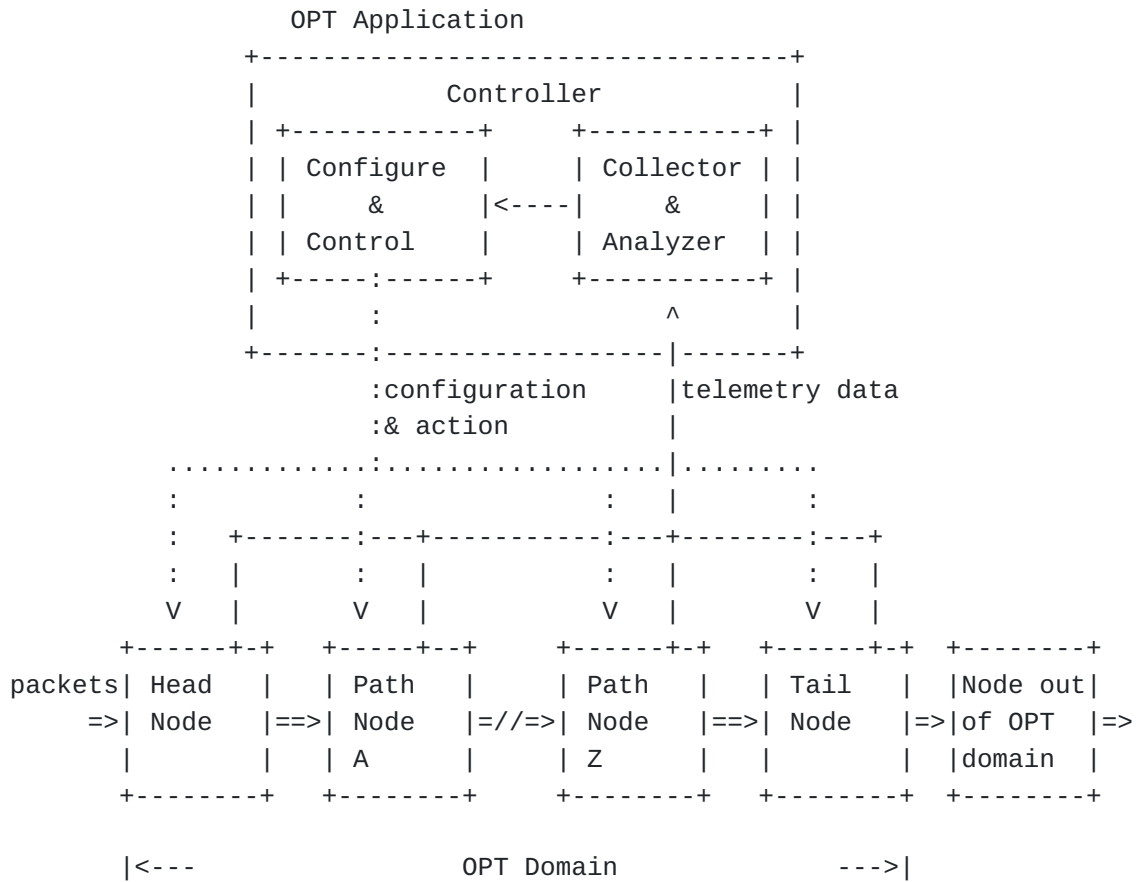 OPT Application
+----------------------------------+
|            Controller            |
| +------------+     +-----------+ |
| | Configure  |     | Collector | |
| |     &      |<----|     &     | |
| | Control    |     | Analyzer  | |
| +-----:------+     +-----------+ |
|       :                  ^       |
+-------:------------------|-------+
:configuration     |telemetry data
:& action          |
.............:..................|.........
:           :               :   |        :
:   +-------:---+-----------:---+--------:---+
:   |       :   |           :   |        :   |
V   |       V   |           V   |        V   |
+------+-+   +-----+--+     +------+-+   +------+-+  +--------+
packets| Head   |   | Path   |     | Path   |   | Tail   |  |Node out|
=>| Node   |==>| Node   |=//=>| Node   |==>| Node   |=>|of OPT  |=>
|        |   | A      |     | Z      |   |        |  |domain  |
+--------+   +--------+     +--------+   +--------+  +--------+
|<---                 OPT Domain              --->|